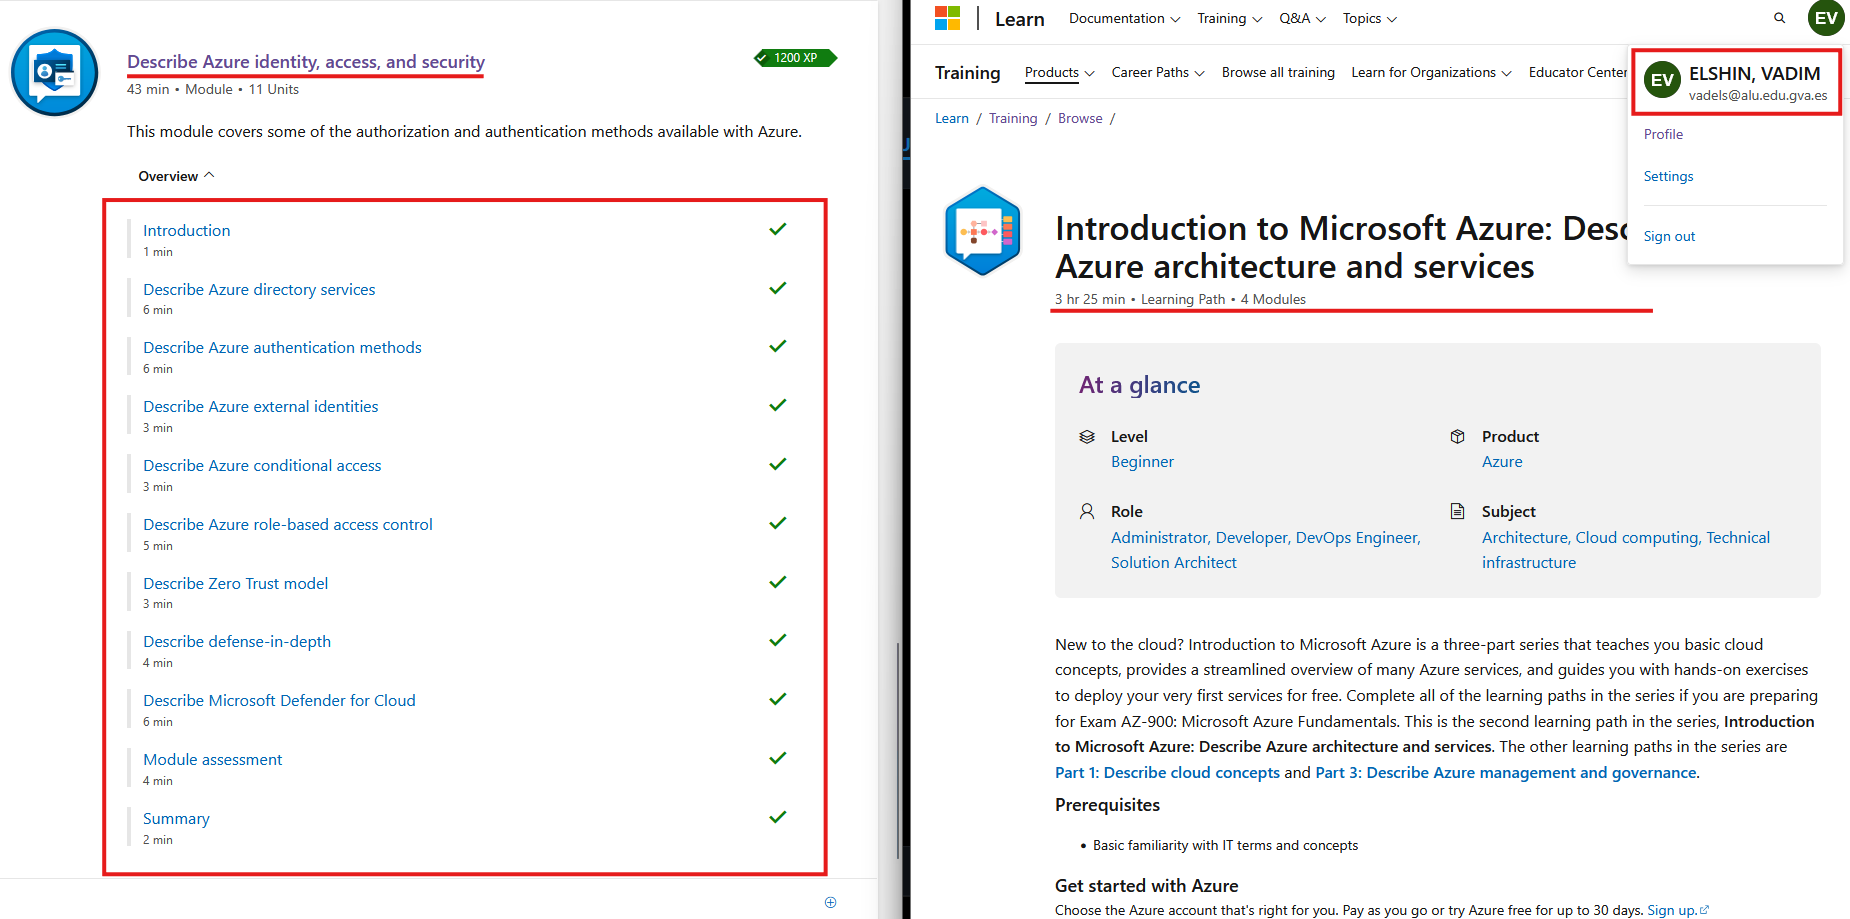 Describe Azure identity, access, and security
43 min • Module • 11 Units
1200 XP
This module covers some of the authorization and authentication methods available with Azure.
Overview
Introduction
1 min
Describe Azure directory services
6 min
Describe Azure authentication methods
6 min
Describe Azure external identities
3 min
Describe Azure conditional access
3 min
Describe Azure role-based access control
5 min
Describe Zero Trust model
3 min
Describe defense-in-depth
4 min
Describe Microsoft Defender for Cloud
6 min
Module assessment
4 min
Summary
2 min
Learn Documentation Training Q&A Topics
EV
Training Products Career Paths Browse all training Learn for Organizations Educator Center
EV ELSHIN, VADIM
vadels@alu.edu.gva.es
Profile
Settings
Sign out
Learn / Training / Browse /
Introduction to Microsoft Azure: Desc
Azure architecture and services
3 hr 25 min • Learning Path • 4 Modules
At a glance
Level
Beginner
Product
Azure
Role
Administrator, Developer, DevOps Engineer,
Solution Architect
Subject
Architecture, Cloud computing, Technical
infrastructure
New to the cloud? Introduction to Microsoft Azure is a three-part series that teaches you basic cloud
concepts, provides a streamlined overview of many Azure services, and guides you with hands-on exercises
to deploy your very first services for free. Complete all of the learning paths in the series if you are preparing
for Exam AZ-900: Microsoft Azure Fundamentals. This is the second learning path in the series, Introduction
to Microsoft Azure: Describe Azure architecture and services. The other learning paths in the series are
Part 1: Describe cloud concepts and Part 3: Describe Azure management and governance.
Prerequisites
• Basic familiarity with IT terms and concepts
Get started with Azure
Choose the Azure account that's right for you. Pay as you go or try Azure free for up to 30 days. Sign up.